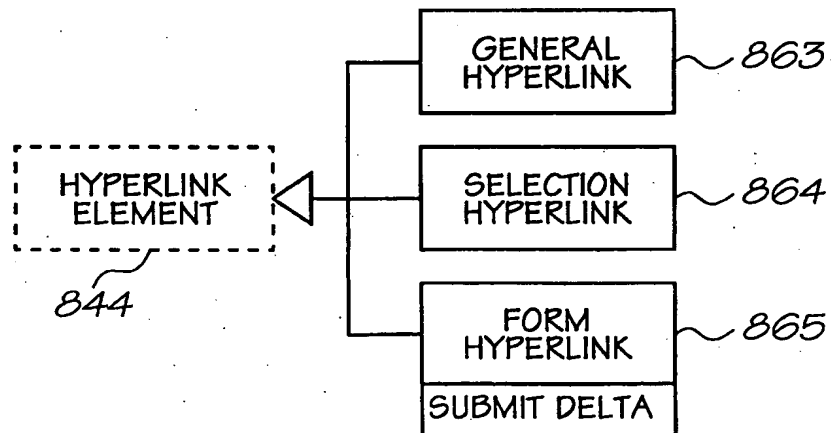 GENERAL
HYPERLINK
863
HYPERLINK
ELEMENT
844
SELECTION
HYPERLINK
864
FORM
HYPERLINK
865
SUBMIT DELTA